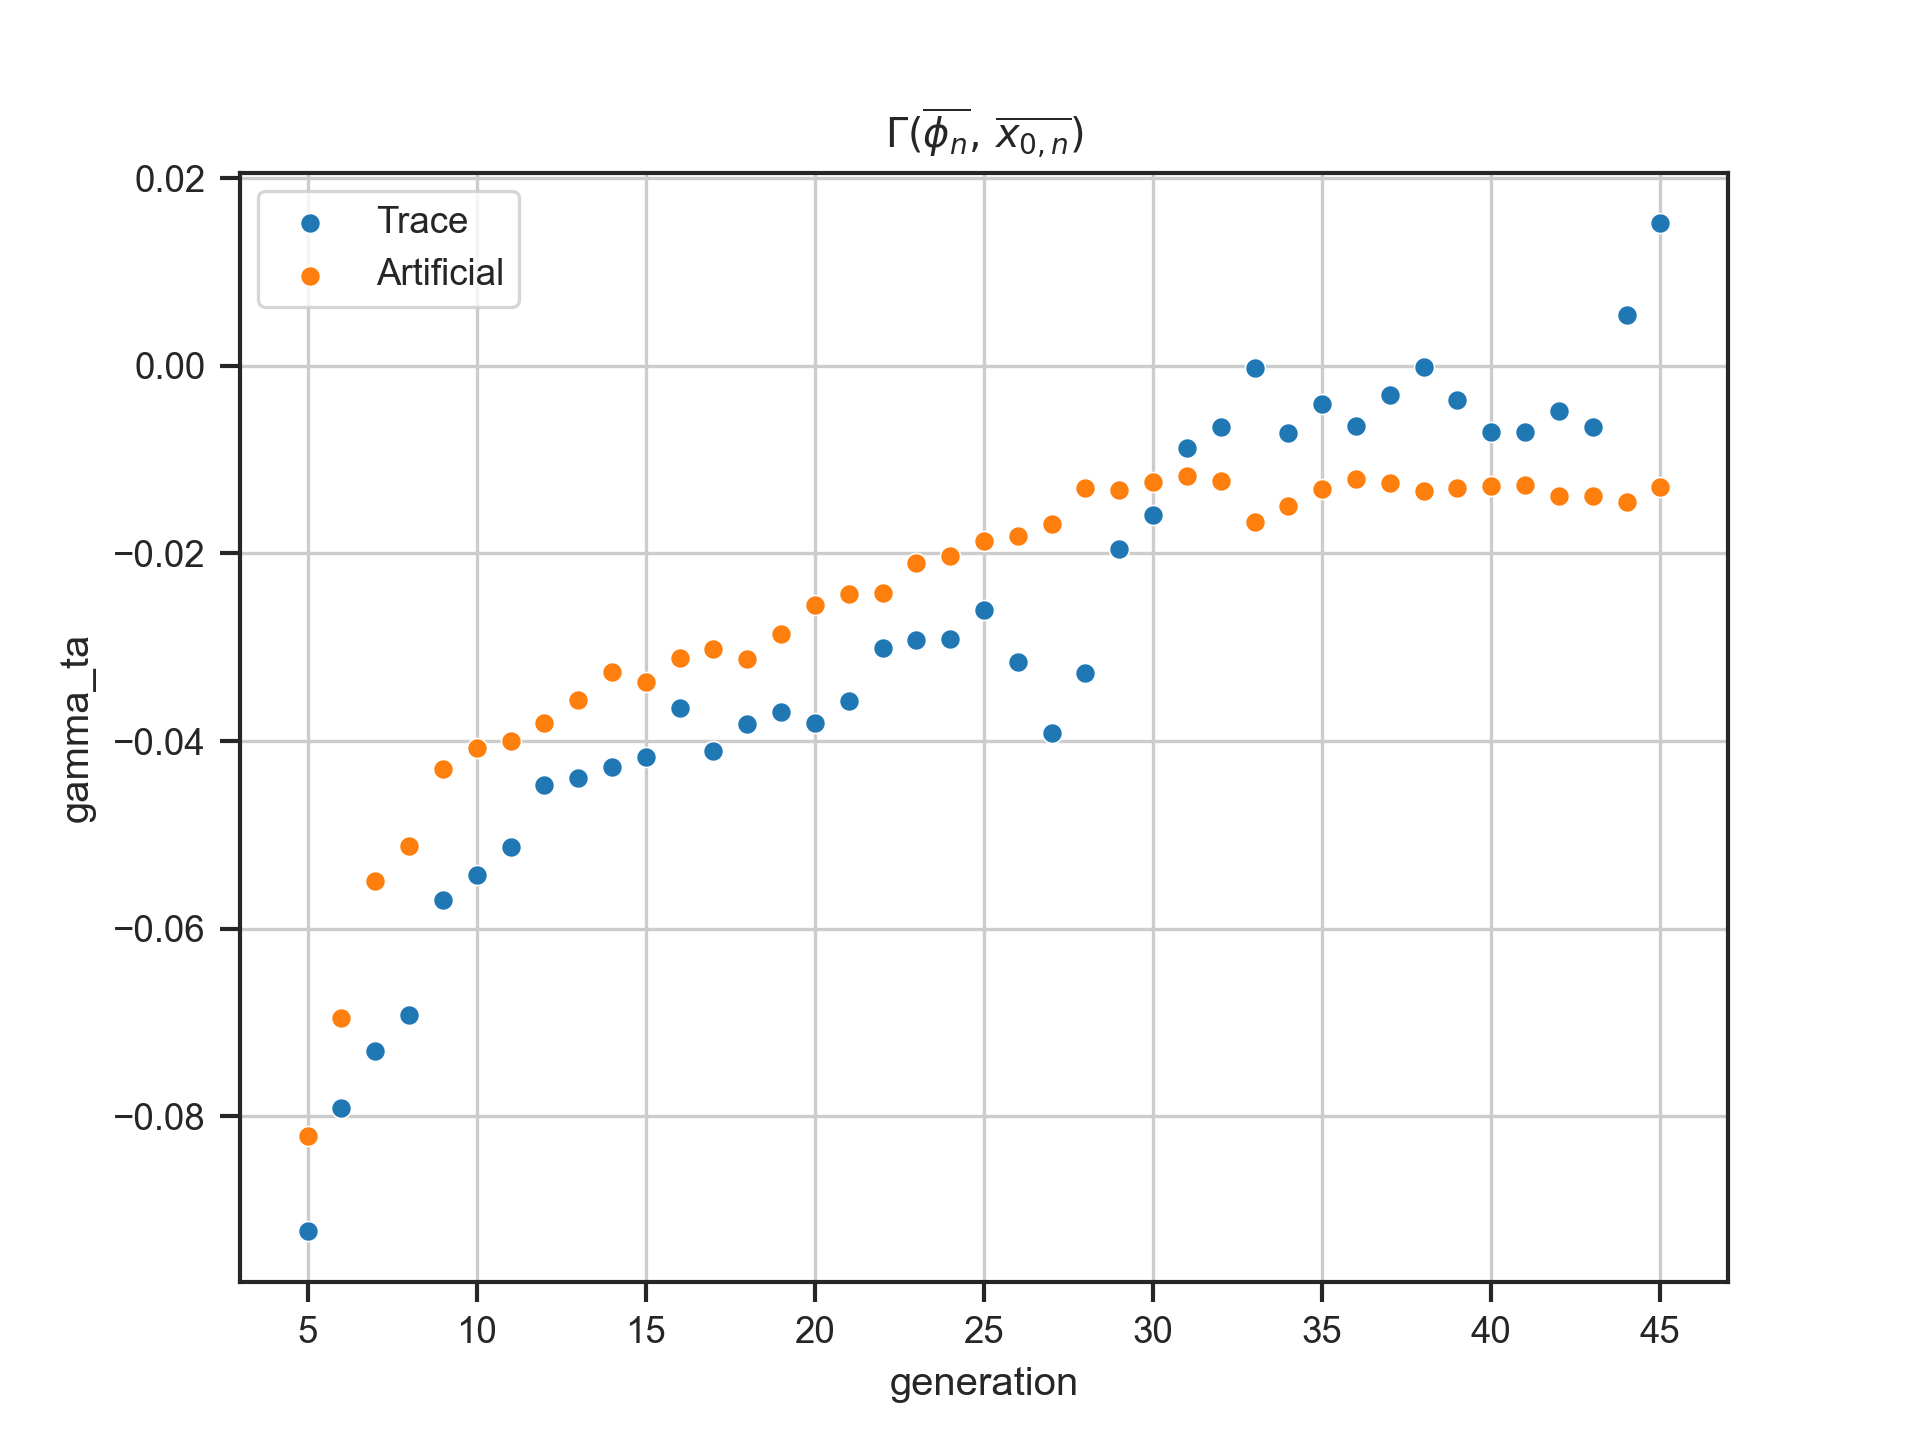 Γ(ϕ̅ₙ, x̅₀,ₙ)
0.02
0.00
−0.02
−0.04
−0.06
−0.08
gamma_ta
Trace
Artificial
5 10 15 20 25 30 35 40 45
generation